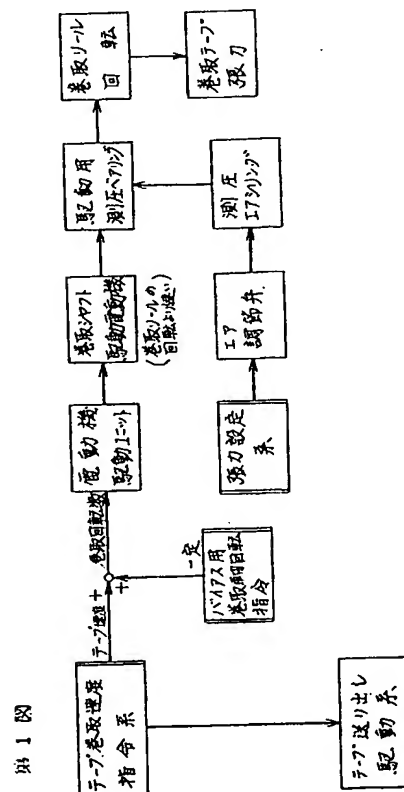 第1図
テープ巻取速度
指令系
テープ速度 +
巻取回転数
+
一定
バイアス用
巻取軸回転
指令
電動機
駆動ユニット
巻取シャフト
駆動電動機
(巻取リールの
回転より速い)
駆動用
測圧ベアリング
巻取リール
回転
巻取テープ
張力
張力設定
系
エア
調節弁
測圧
エアシリンダ
テープ送り出し
駆動系